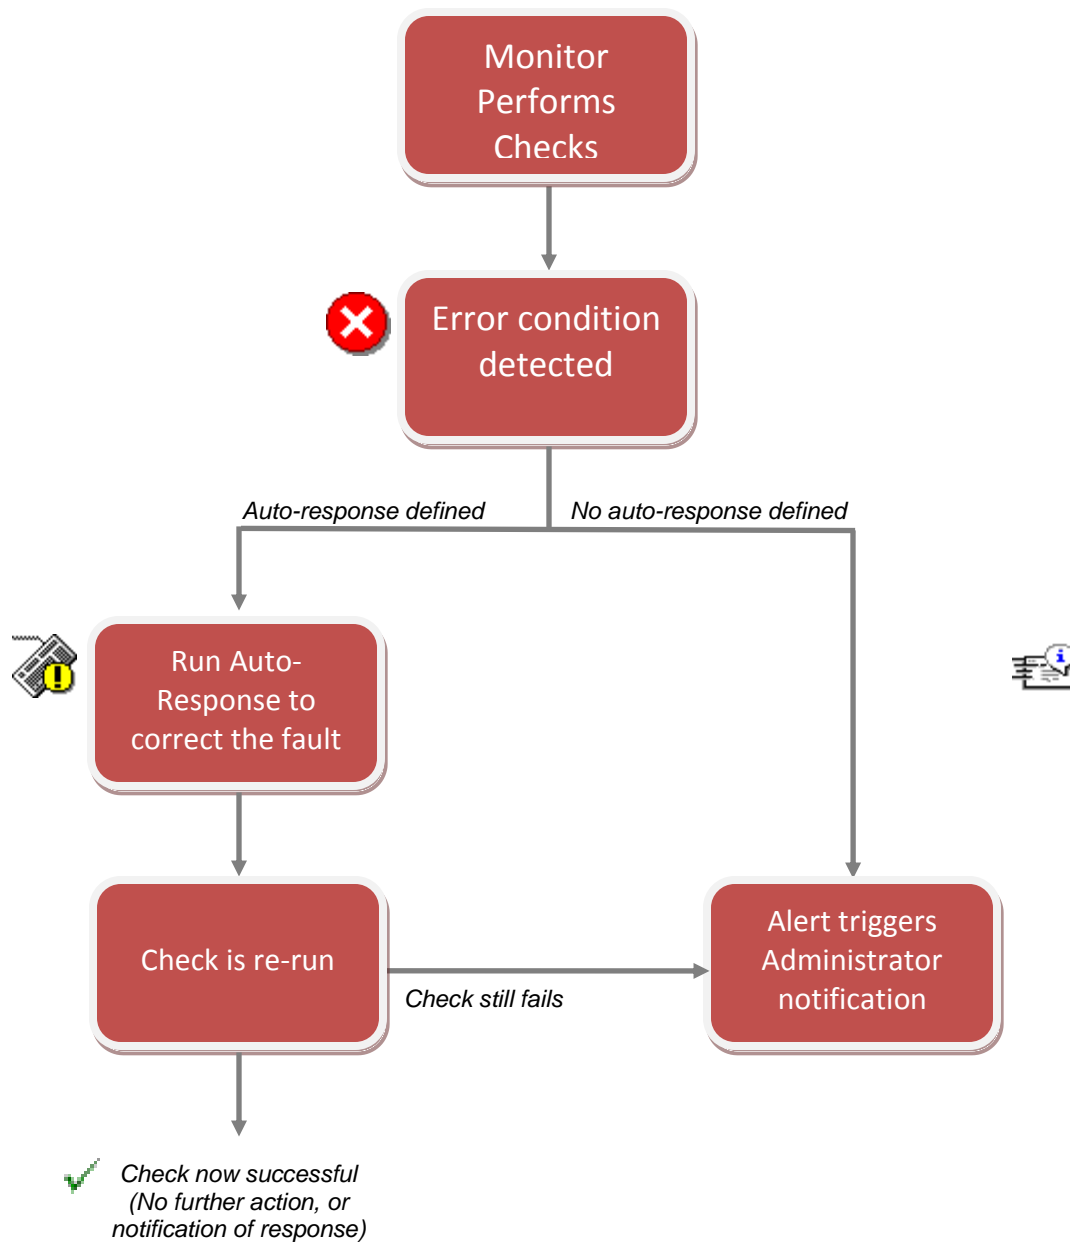 Monitor
Performs
Checks
Error condition
detected
Auto-response defined
No auto-response defined
Run Auto-
Response to
correct the fault
Check is re-run
Check still fails
Alert triggers
Administrator
notification
Check now successful
(No further action, or
notification of response)